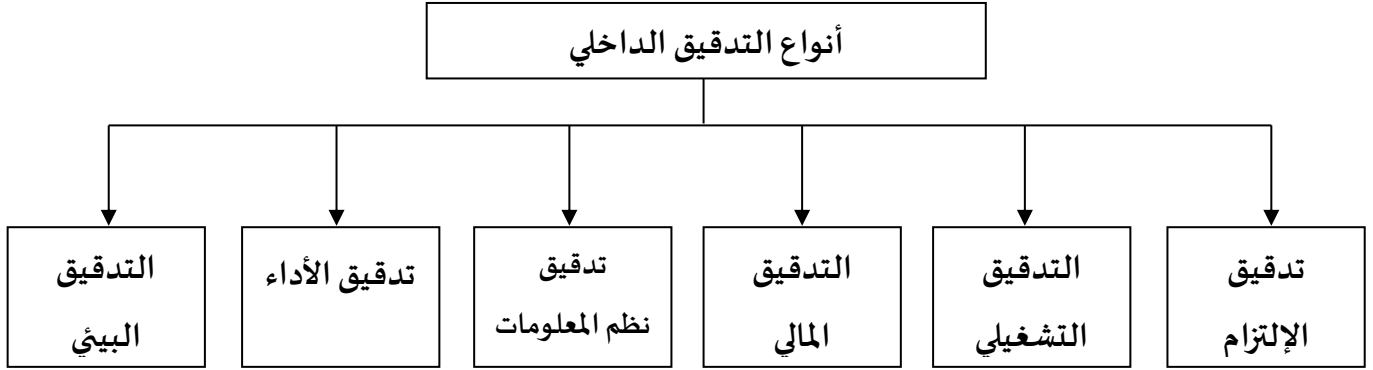 أنواع التدقيق الداخلي
تدقيق
الإلتزام
التدقيق
التشغيلي
التدقيق
المالي
تدقيق
نظم المعلومات
تدقيق الأداء
التدقيق
البيئي